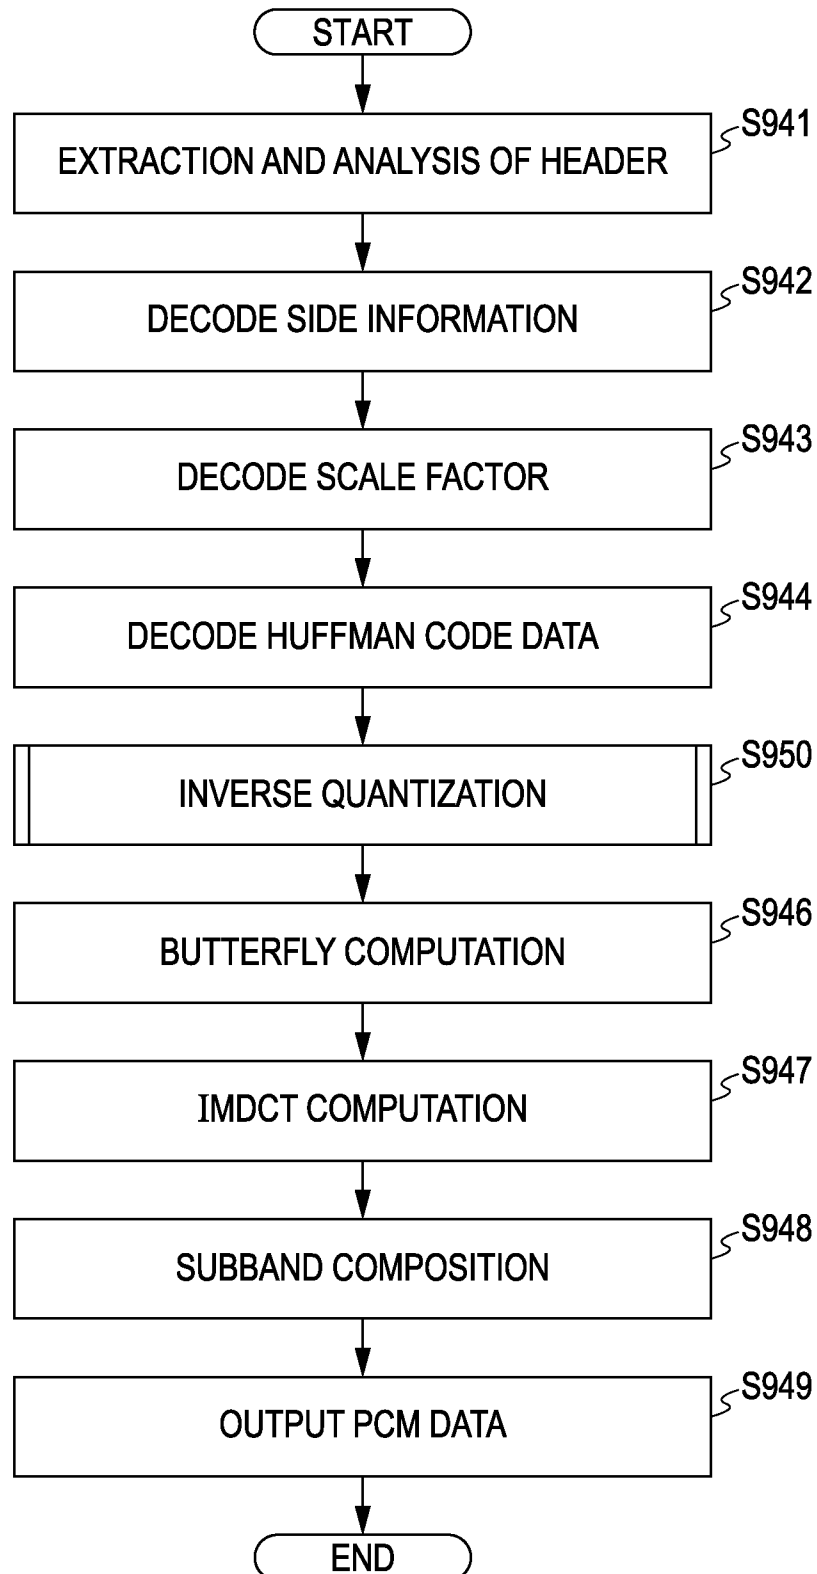 START
EXTRACTION AND ANALYSIS OF HEADER
S941
DECODE SIDE INFORMATION
S942
DECODE SCALE FACTOR
S943
DECODE HUFFMAN CODE DATA
S944
INVERSE QUANTIZATION
S950
BUTTERFLY COMPUTATION
S946
IMDCT COMPUTATION
S947
SUBBAND COMPOSITION
S948
OUTPUT PCM DATA
S949
END